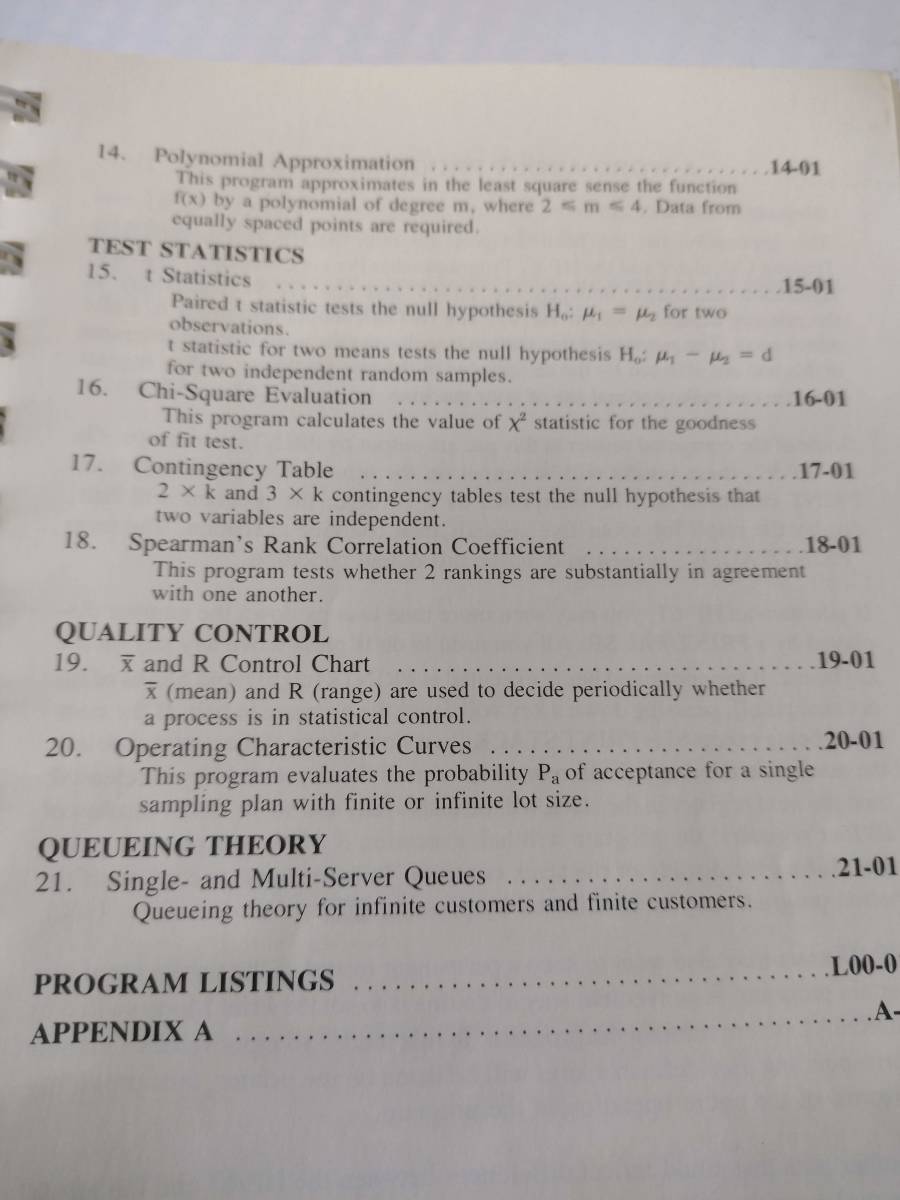 14. Polynomial Approximation ................................14-01
This program approximates in the least square sense the function
f(x) by a polynomial of degree m, where 2 ≤ m ≤ 4. Data from
equally spaced points are required.
TEST STATISTICS
15. t Statistics ................................................15-01
Paired t statistic tests the null hypothesis H₀: μ₁ = μ₂ for two
observations.
t statistic for two means tests the null hypothesis H₀: μ₁ − μ₂ = d
for two independent random samples.
16. Chi-Square Evaluation ................................16-01
This program calculates the value of χ² statistic for the goodness
of fit test.
17. Contingency Table ...................................17-01
2 × k and 3 × k contingency tables test the null hypothesis that
two variables are independent.
18. Spearman's Rank Correlation Coefficient ..................18-01
This program tests whether 2 rankings are substantially in agreement
with one another.
QUALITY CONTROL
19. x̅ and R Control Chart ..................................19-01
x̅ (mean) and R (range) are used to decide periodically whether
a process is in statistical control.
20. Operating Characteristic Curves ...........................20-01
This program evaluates the probability Pₐ of acceptance for a single
sampling plan with finite or infinite lot size.
QUEUEING THEORY
21. Single- and Multi-Server Queues ..........................21-01
Queueing theory for infinite customers and finite customers.
PROGRAM LISTINGS ..................................L00-0
APPENDIX A .............................................A-